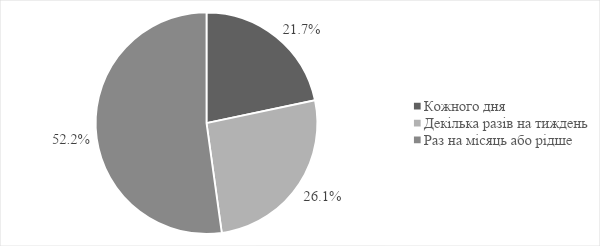 21.7%
Кожного дня
Декілька разів на тиждень
Раз на місяць або рідше
52.2%
26.1%